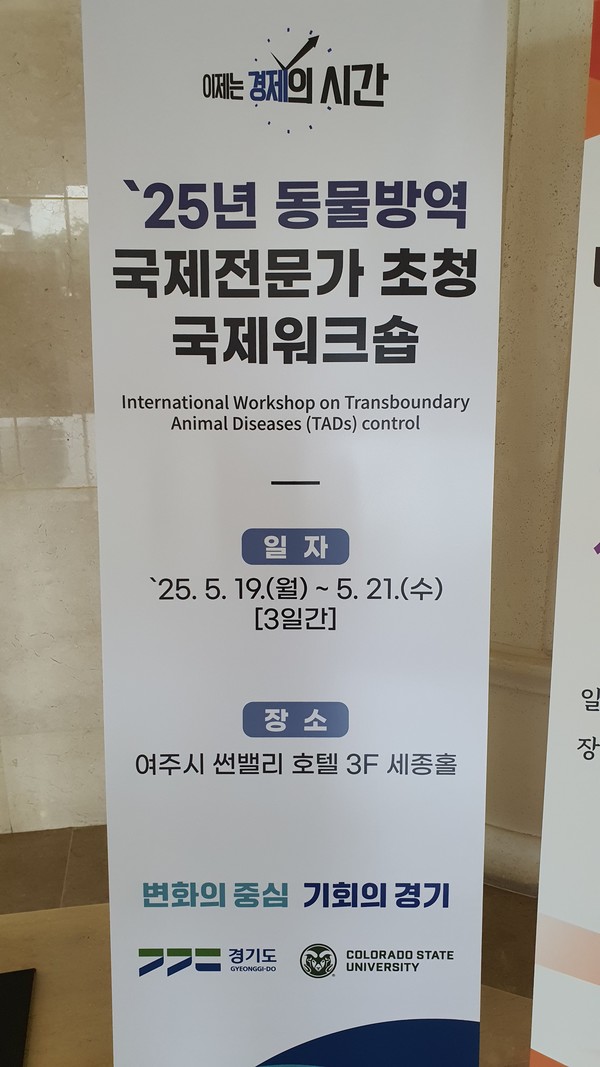 이제는 경제의 시간
`25년 동물방역
국제전문가 초청
국제워크숍
International Workshop on Transboundary
Animal Diseases (TADs) control
일 자
`25. 5. 19.(월) ~ 5. 21.(수)
[3일간]
장 소
여주시 썬밸리 호텔 3F 세종홀
변화의 중심 기회의 경기
경기도
GYEONGGI-DO
COLORADO STATE
UNIVERSITY
일
장